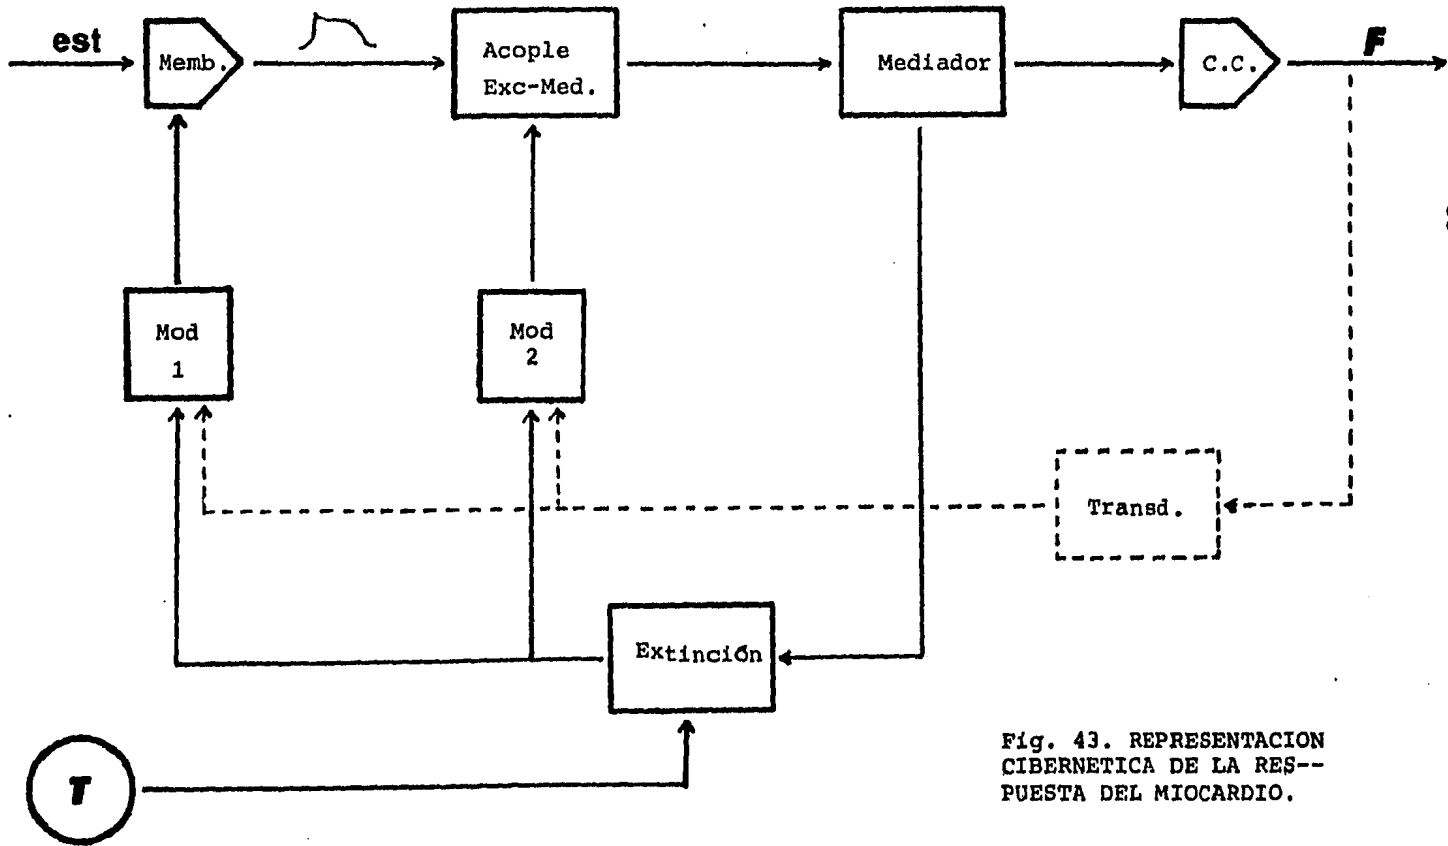 est
Memb.
Acople
Exc-Med.
Mediador
C.C.
F
Mod
1
Mod
2
Transd.
Extinción
T
Fig. 43. REPRESENTACION
CIBERNETICA DE LA RES--
PUESTA DEL MIOCARDIO.